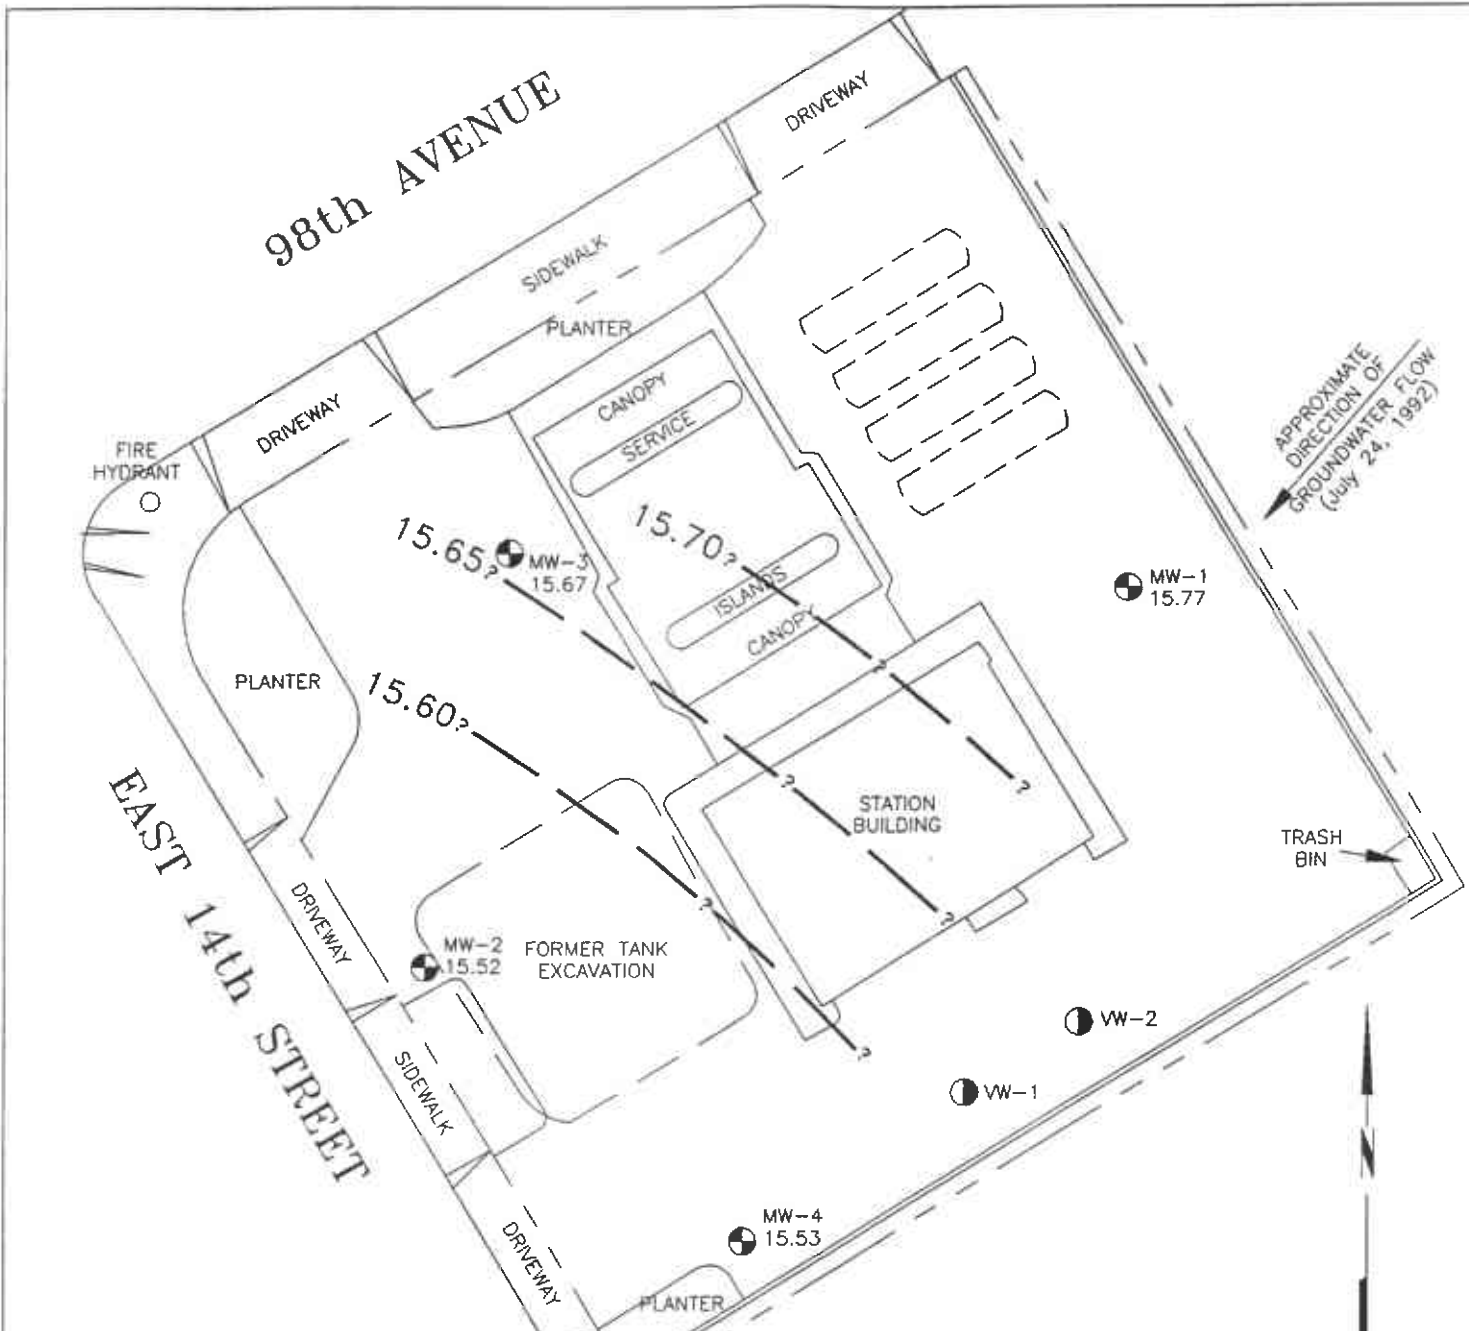 98th AVENUE
DRIVEWAY
SIDEWALK
PLANTER
DRIVEWAY
CANOPY
SERVICE
FIRE
HYDRANT
APPROXIMATE
DIRECTION OF
GROUNDWATER FLOW
(July 24, 1992)
15.65?
MW-3
15.67
15.70?
ISLANDS
CANOPY
?
?
MW-1
15.77
PLANTER
15.60?
?
?
?
?
STATION
BUILDING
TRASH
BIN
EAST 14th STREET
DRIVEWAY
MW-2
15.52
FORMER TANK
EXCAVATION
VW-2
VW-1
SIDEWALK
N
DRIVEWAY
MW-4
15.53
PLANTER